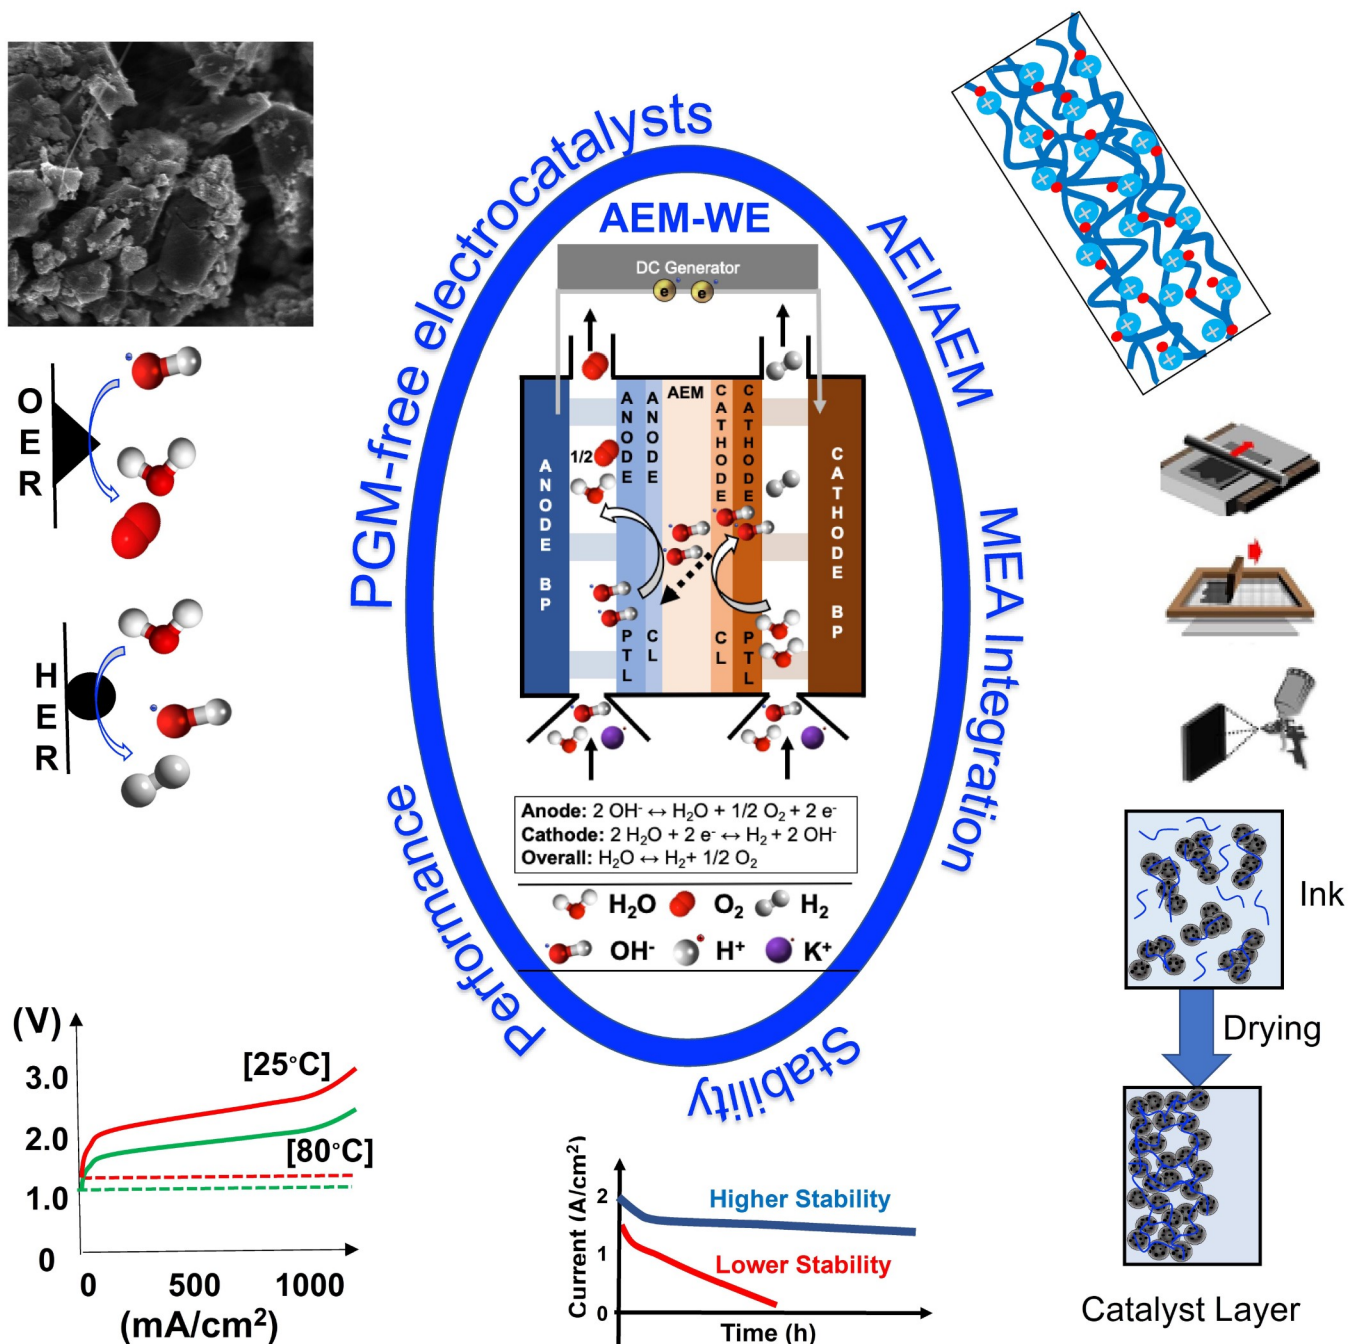 PGM-free electrocatalysts
AEI/AEM
MEA Integration
Stability
Performance
AEM-WE
DC Generator
e⁻ e⁻
OER
HER
1/2
ANODE BP
ANODE PTL
ANODE CL
AEM
CATHODE CL
CATHODE PTL
CATHODE BP
Anode: 2 OH⁻ ↔ H₂O + 1/2 O₂ + 2 e⁻
Cathode: 2 H₂O + 2 e⁻ ↔ H₂ + 2 OH⁻
Overall: H₂O ↔ H₂+ 1/2 O₂
H₂O O₂ H₂
OH⁻ H⁺ K⁺
Ink
Drying
Catalyst Layer
(V)
3.0
2.0
1.0
0
[25°C]
[80°C]
0 500 1000
(mA/cm²)
Current (A/cm²)
2
1
0
Higher Stability
Lower Stability
Time (h)